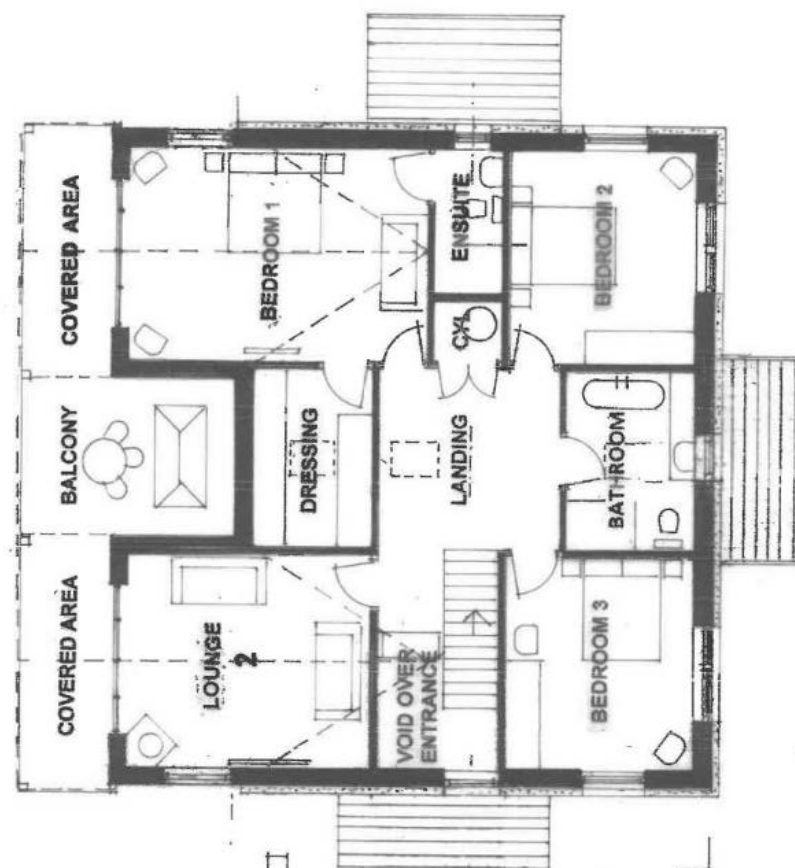 COVERED AREA
BEDROOM 1
ENSUITE
BEDROOM 2
CYL
BALCONY
DRESSING
LANDING
BATHROOM
COVERED AREA
LOUNGE
2
VOID OVER
ENTRANCE
BEDROOM 3